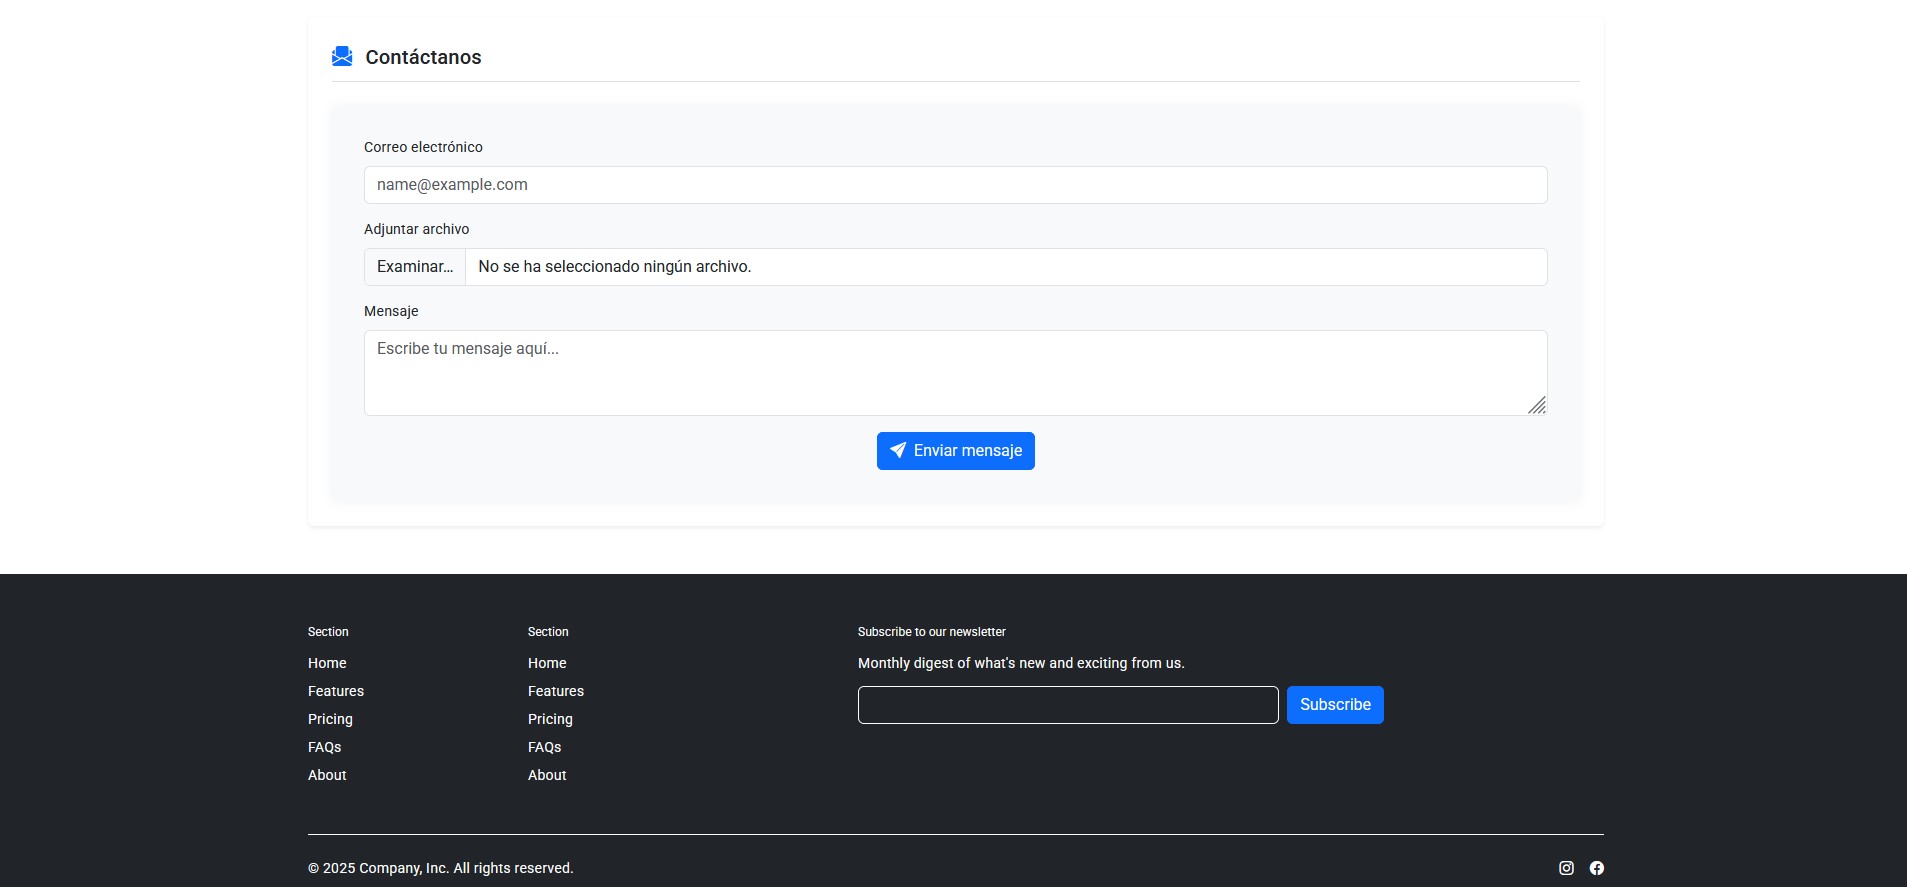 Contáctanos
Correo electrónico
name@example.com
Adjuntar archivo
Examinar... No se ha seleccionado ningún archivo.
Mensaje
Escribe tu mensaje aquí...
Enviar mensaje
Section
Home
Features
Pricing
FAQs
About
Section
Home
Features
Pricing
FAQs
About
Subscribe to our newsletter
Monthly digest of what's new and exciting from us.
Subscribe
© 2025 Company, Inc. All rights reserved.